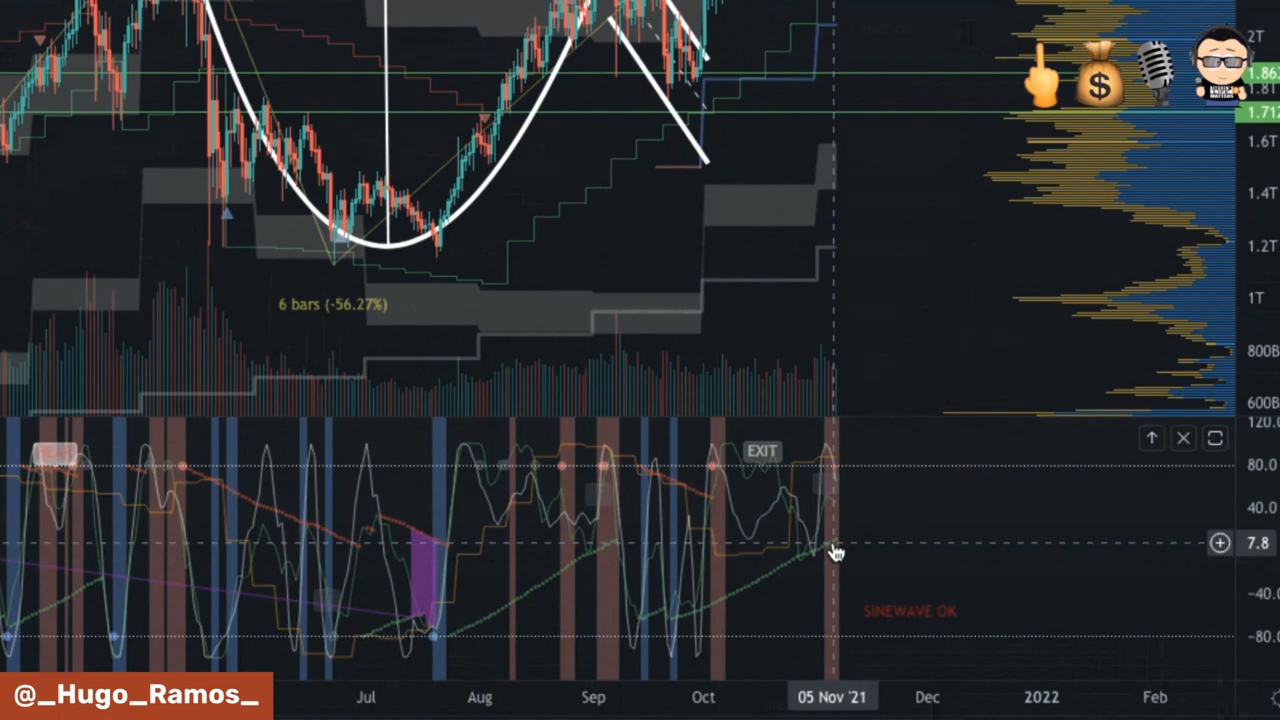 2T
1.863
1.8T
1.712
1.6T
1.4T
1.2T
1T
800B
600B
6 bars (-56.27%)
120.0
EXIT
80.0
40.0
7.8
−40.0
SINEWAVE OK
−80.0
@_Hugo_Ramos_
Jul
Aug
Sep
Oct
05 Nov '21
Dec
2022
Feb